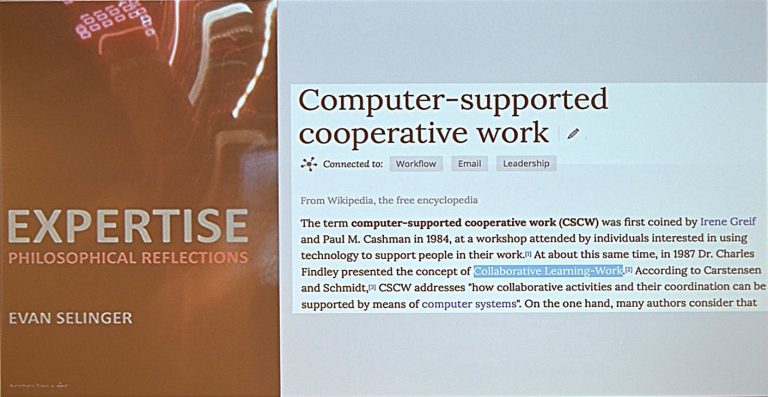 EXPERTISE
PHILOSOPHICAL REFLECTIONS
EVAN SELINGER
Computer-supported
cooperative work
Connected to: Workflow Email Leadership
From Wikipedia, the free encyclopedia
The term computer-supported cooperative work (CSCW) was first coined by Irene Greif
and Paul M. Cashman in 1984, at a workshop attended by individuals interested in using
technology to support people in their work.[1] At about this same time, in 1987 Dr. Charles
Findley presented the concept of Collaborative Learning-Work.[2] According to Carstensen
and Schmidt,[3] CSCW addresses "how collaborative activities and their coordination can be
supported by means of computer systems". On the one hand, many authors consider that